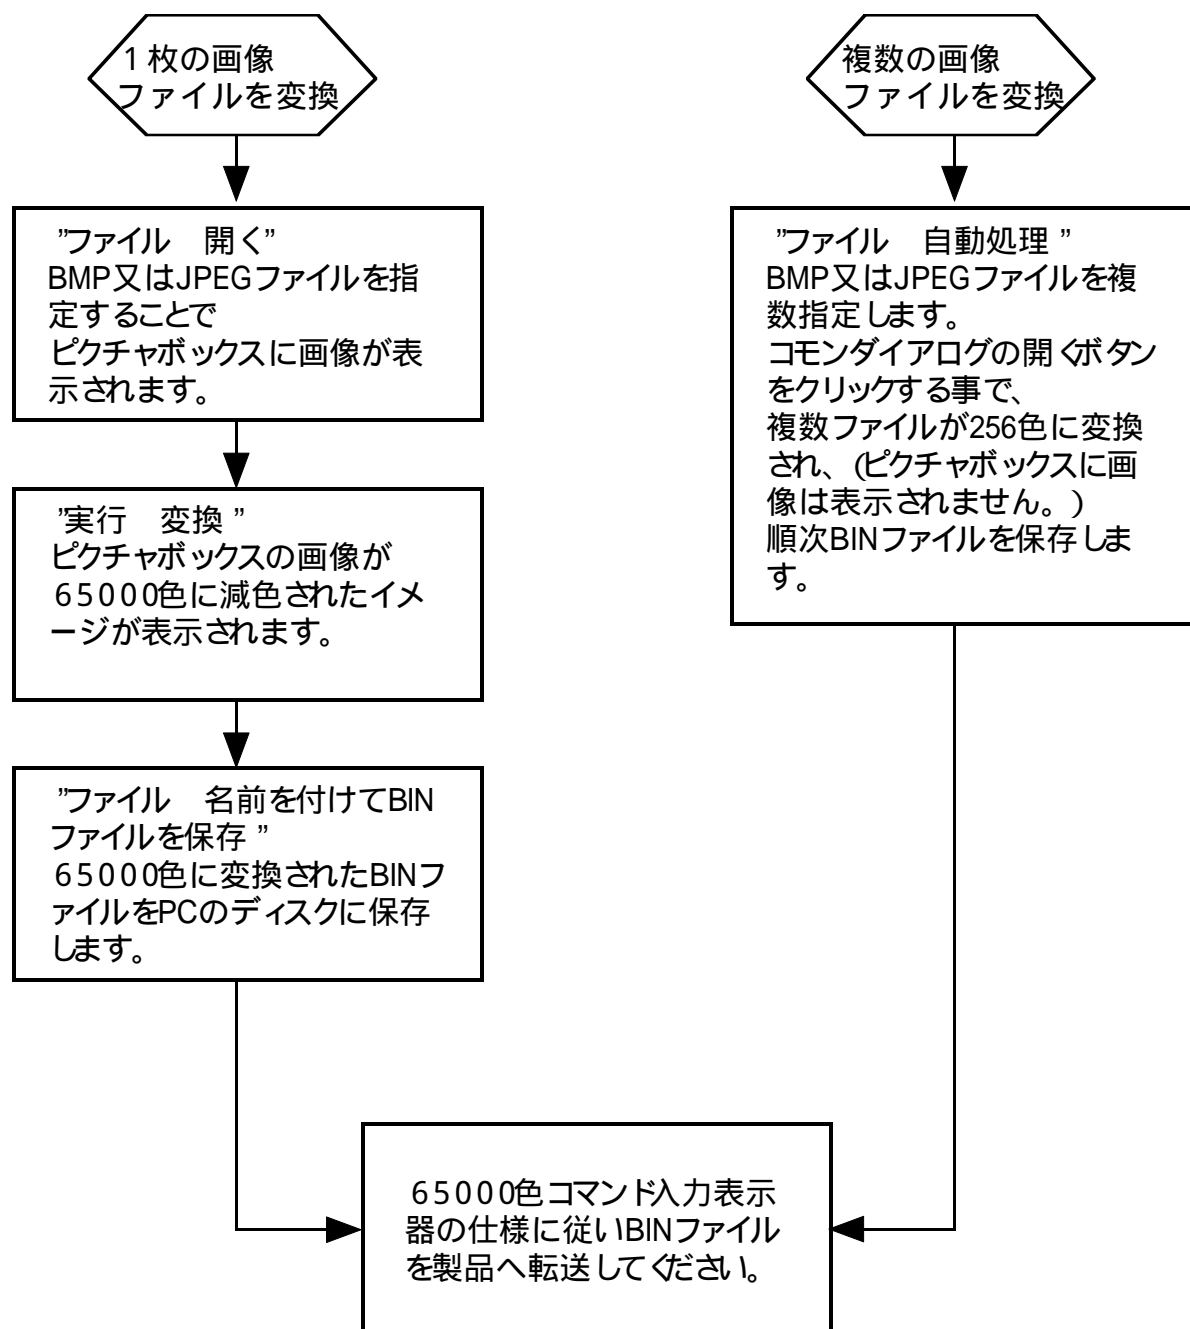 1枚の画像
ファイルを変換
”ファイル　開く”
BMP又はJPEGファイルを指
定することで
ピクチャボックスに画像が表
示されます。
”実行　変換”
ピクチャボックスの画像が
65000色に減色されたイメ
ージが表示されます。
”ファイル　名前を付けてBIN
ファイルを保存”
65000色に変換されたBINフ
ァイルをPCのディスクに保存
します。
複数の画像
ファイルを変換
”ファイル　自動処理”
BMP又はJPEGファイルを複
数指定します。
コモンダイアログの開くボタン
をクリックする事で、
複数ファイルが256色に変換
され、(ピクチャボックスに画
像は表示されません。)
順次BINファイルを保存しま
す。
65000色コマンド入力表示
器の仕様に従いBINファイル
を製品へ転送してください。